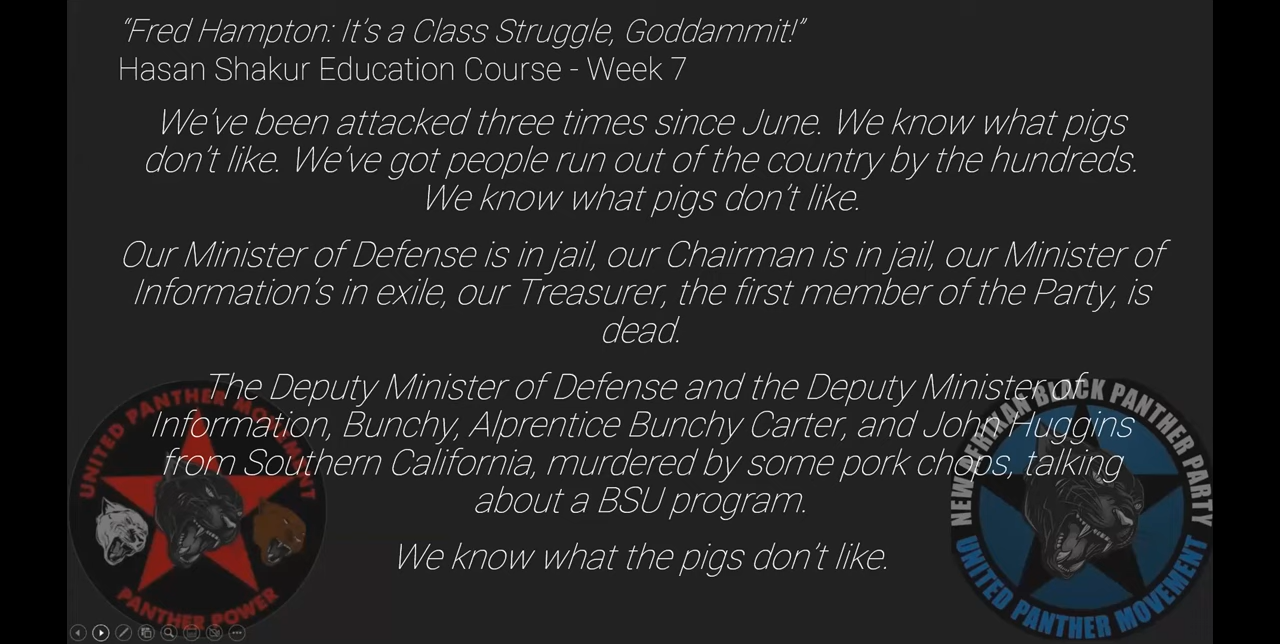 “Fred Hampton: It’s a Class Struggle, Goddammit!”
Hasan Shakur Education Course - Week 7
We’ve been attacked three times since June. We know what pigs
don’t like. We’ve got people run out of the country by the hundreds.
We know what pigs don’t like.
Our Minister of Defense is in jail, our Chairman is in jail, our Minister of
Information’s in exile, our Treasurer, the first member of the Party, is
dead.
The Deputy Minister of Defense and the Deputy Minister of
Information, Bunchy, Alprentice Bunchy Carter, and John Huggins
from Southern California, murdered by some pork chops, talking
about a BSU program.
We know what the pigs don’t like.
UNITED PANTHER MOVEMENT
PANTHER POWER
NEW AFRIKAN BLACK PANTHER PARTY
UNITED PANTHER MOVEMENT